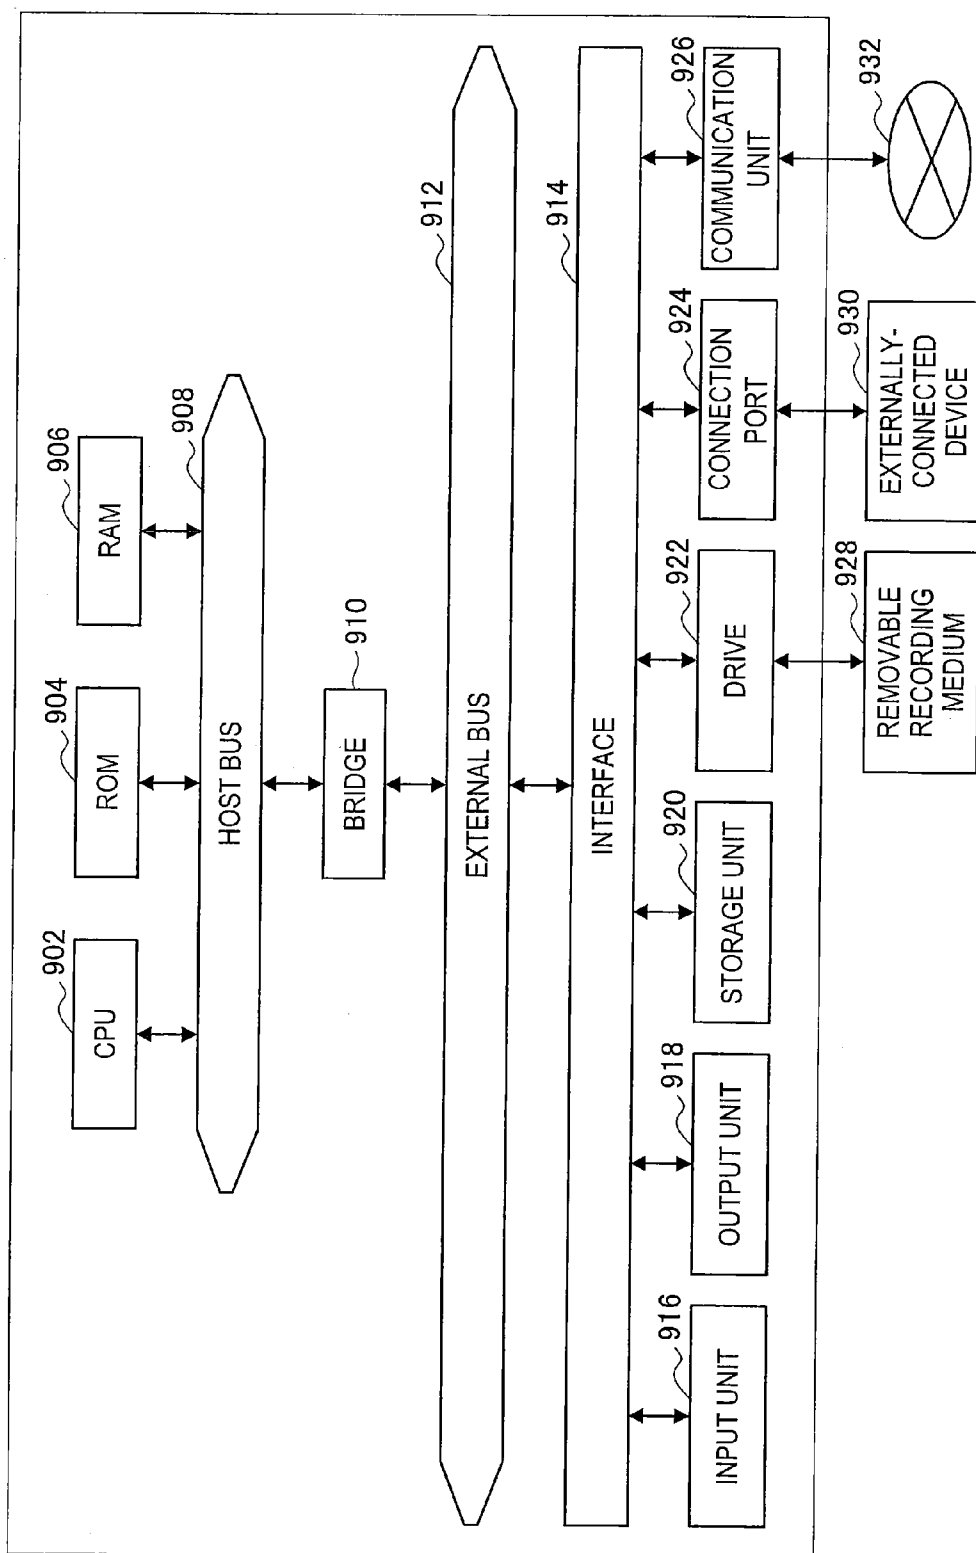 902
CPU
904
ROM
906
RAM
908
HOST BUS
910
BRIDGE
912
EXTERNAL BUS
914
INTERFACE
916
INPUT UNIT
918
OUTPUT UNIT
920
STORAGE UNIT
922
DRIVE
924
CONNECTION
PORT
926
COMMUNICATION
UNIT
928
REMOVABLE
RECORDING
MEDIUM
930
EXTERNALLY-
CONNECTED
DEVICE
932